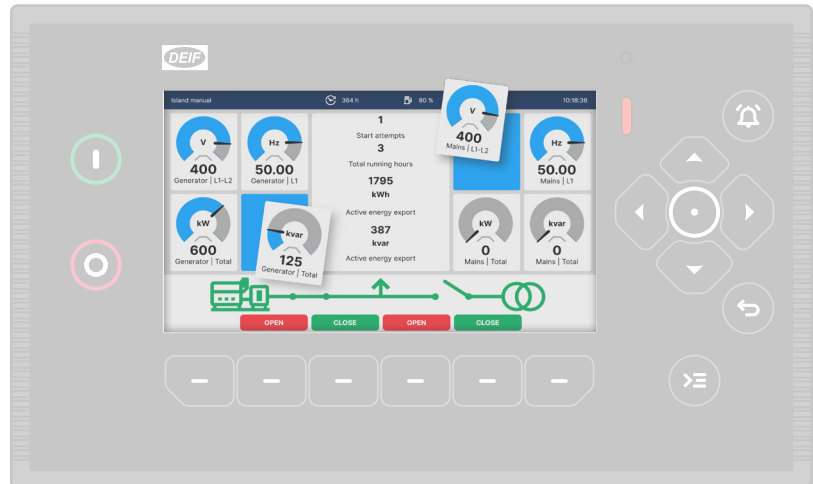 DEIF
Island manual
364 h
80 %
10:18:38
V
400
Generator | L1-L2
Hz
50.00
Generator | L1
1
Start attempts
3
Total running hours
1795
kWh
Active energy export
387
kvar
Active energy export
V
400
Mains | L1-L2
Hz
50.00
Mains | L1
kW
600
Generator | Total
kvar
125
Generator | Total
kW
0
Mains | Total
kvar
0
Mains | Total
OPEN
CLOSE
OPEN
CLOSE